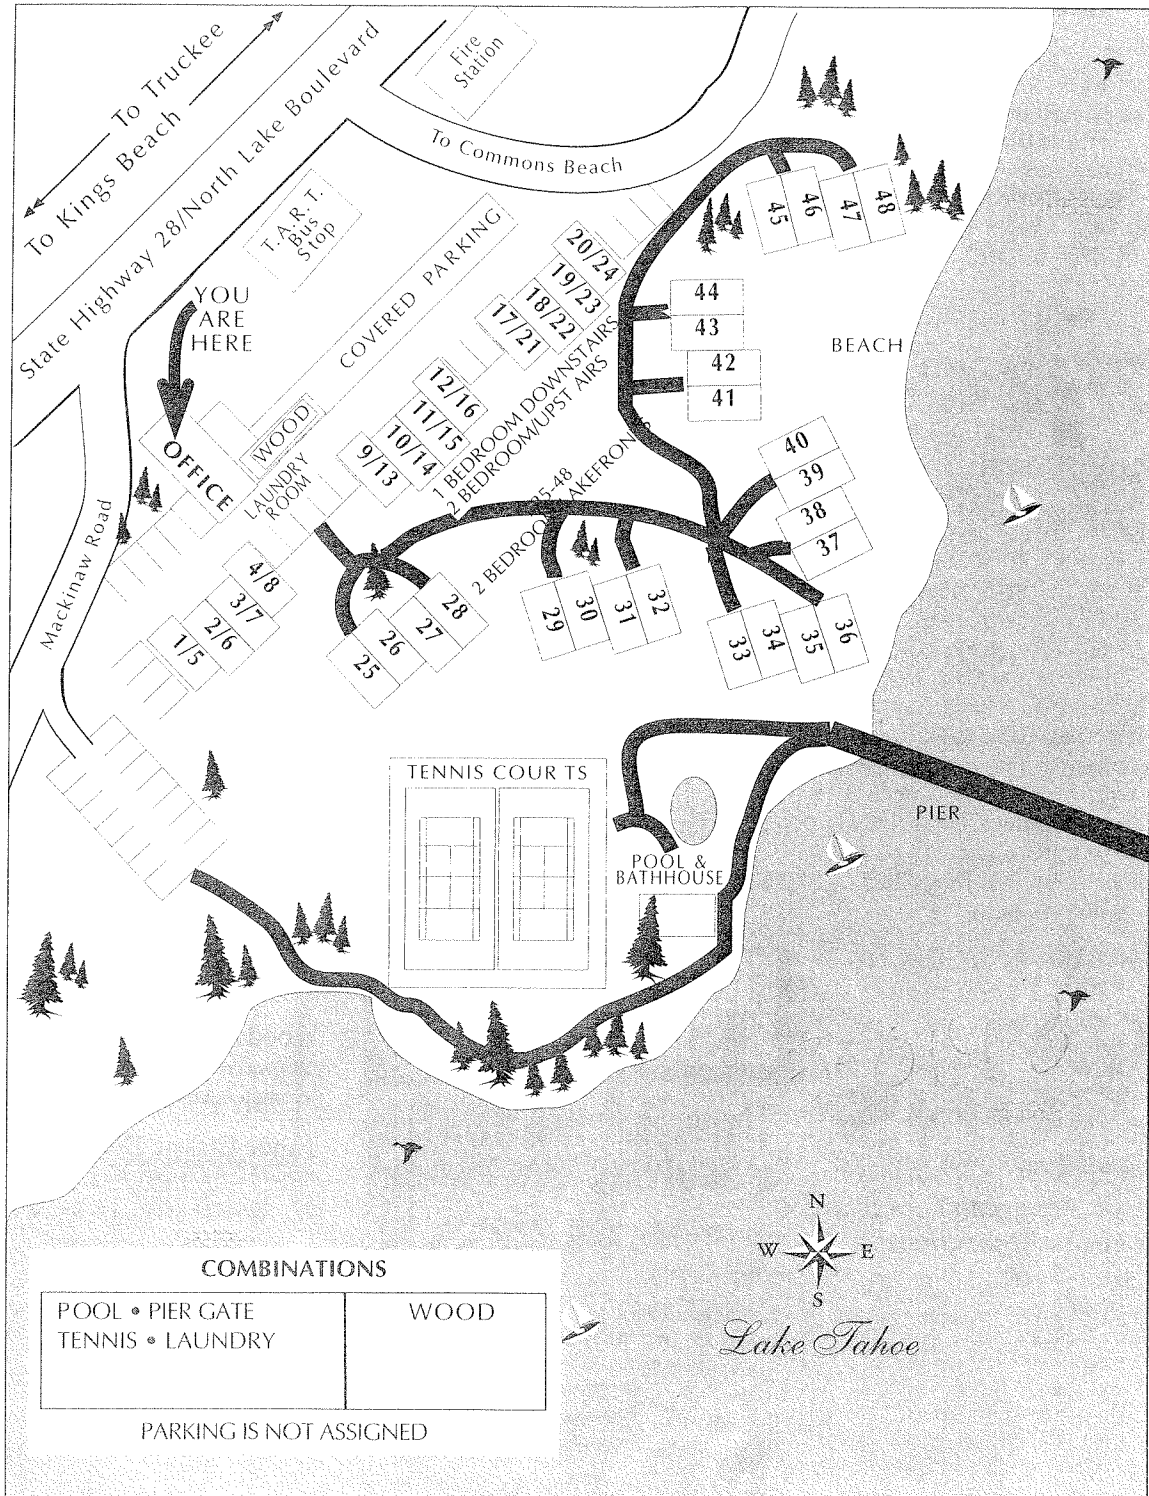 To Truckee
To Kings Beach
State Highway 28/North Lake Boulevard
Fire
Station
To Commons Beach
T.A.R.T.
Bus
Stop
COVERED PARKING
YOU
ARE
HERE
OFFICE
WOOD
LAUNDRY
ROOM
Mackinaw Road
20/24
19/23
18/22
17/21
12/16
11/15
10/14
9/13
4/8
3/7
2/6
1/5
1 BEDROOM DOWNSTAIRS
2 BEDROOM/UPST AIRS
2 BEDROOM LAKEFRONTS
45
46
47
48
44
43
42
41
BEACH
40
39
38
37
28
27
26
25
29
30
31
32
33
34
35
36
TENNIS COUR TS
POOL &
BATHHOUSE
PIER
N
W E
S
Lake Tahoe
COMBINATIONS
POOL • PIER GATE
TENNIS • LAUNDRY
WOOD
PARKING IS NOT ASSIGNED